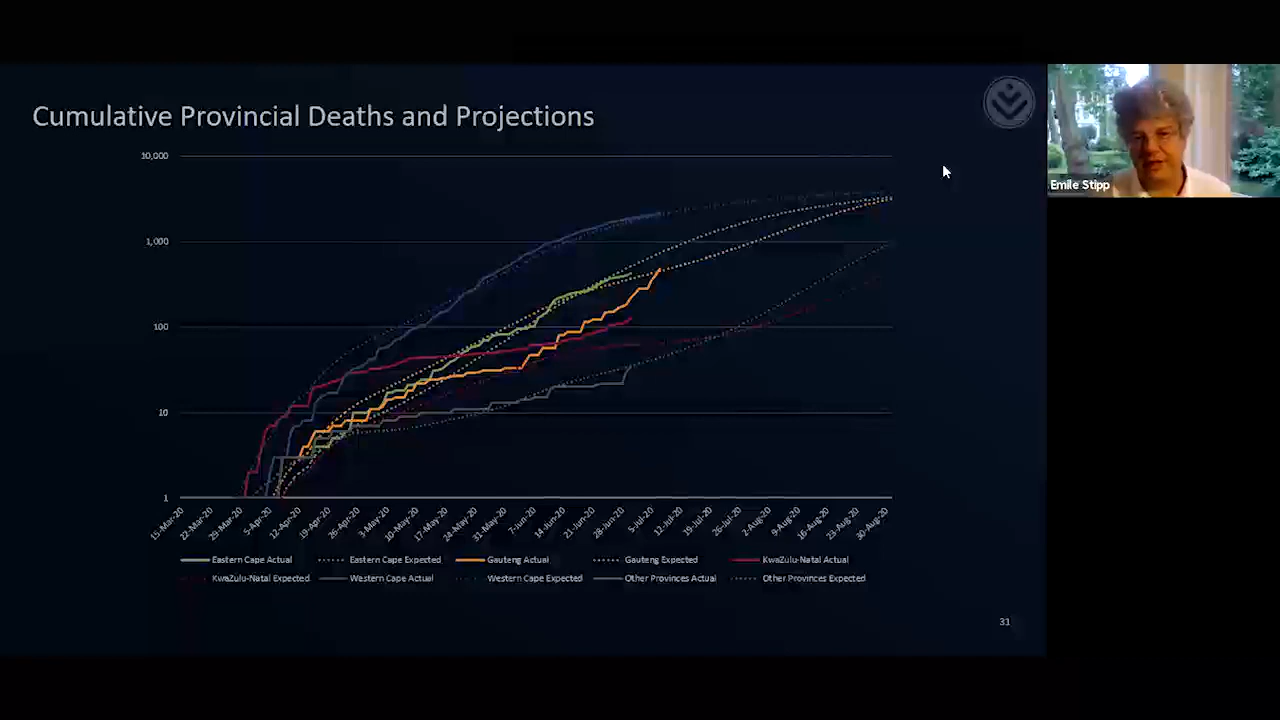 Cumulative Provincial Deaths and Projections
10,000
1,000
100
10
1
15-Mar-20 22-Mar-20 29-Mar-20 5-Apr-20 12-Apr-20 19-Apr-20 26-Apr-20 3-May-20 10-May-20 17-May-20 24-May-20 31-May-20 7-Jun-20 14-Jun-20 21-Jun-20 28-Jun-20 5-Jul-20 12-Jul-20 19-Jul-20 26-Jul-20 2-Aug-20 9-Aug-20 16-Aug-20 23-Aug-20 30-Aug-20
Eastern Cape Actual Eastern Cape Expected Gauteng Actual Gauteng Expected KwaZulu-Natal Actual
KwaZulu-Natal Expected Western Cape Actual Western Cape Expected Other Provinces Actual Other Provinces Expected
31
Emile Stipp